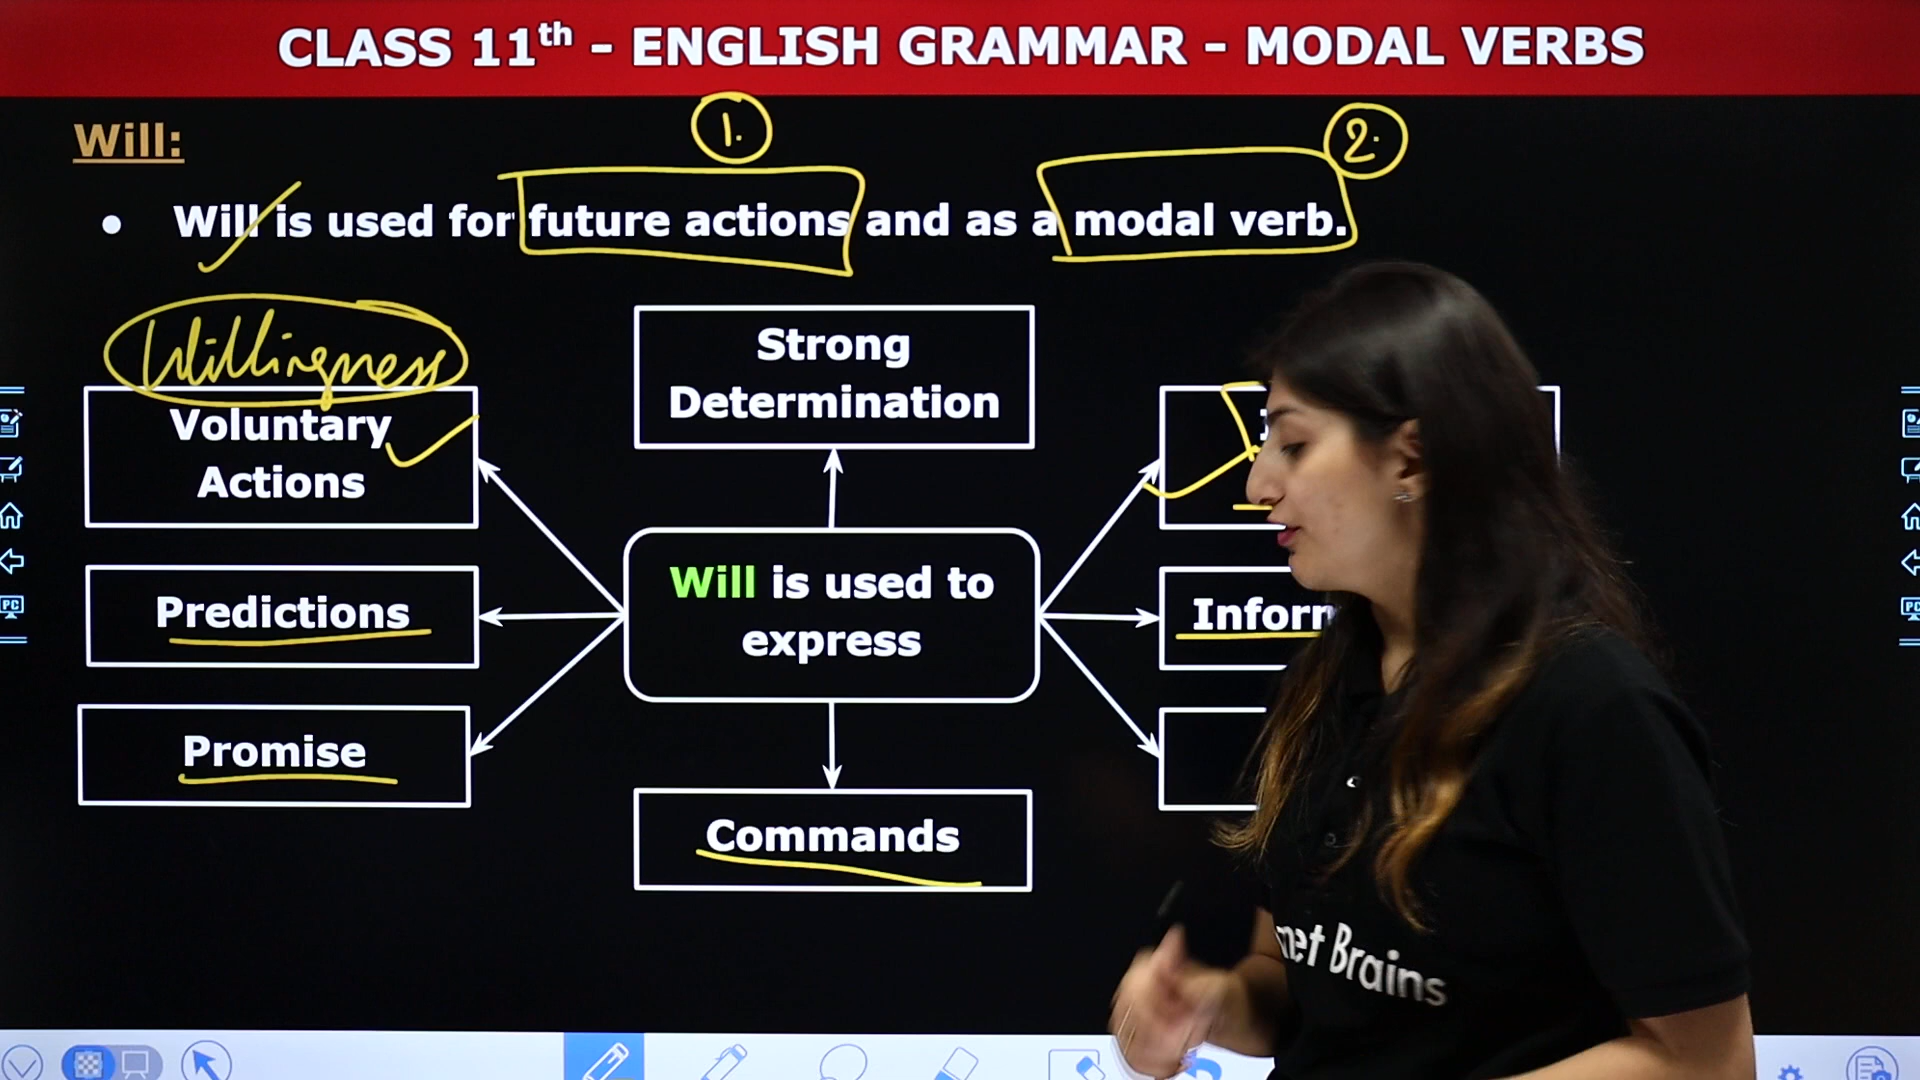 CLASS 11th - ENGLISH GRAMMAR - MODAL VERBS
1.
2.
Will:
• Will is used for future actions and as a modal verb.
Willingness
Voluntary
Actions
Strong
Determination
Predictions
Will is used to
express
Promise
Commands
Brains
PC